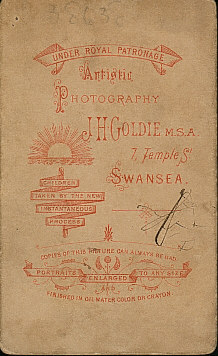 UNDER ROYAL PATRONAGE
Artistic
PHOTOGRAPHY
J H GOLDIE M.S.A.
7, Temple St
SWANSEA.
CHILDREN
TAKEN BY THE NEW
INSTANTANEOUS
PROCESS
COPIES OF THIS PICTURE CAN ALWAYS BE HAD
PORTRAITS ENLARGED TO ANY SIZE
AND
FINISHED IN OIL WATER COLOR OR CRAYON.